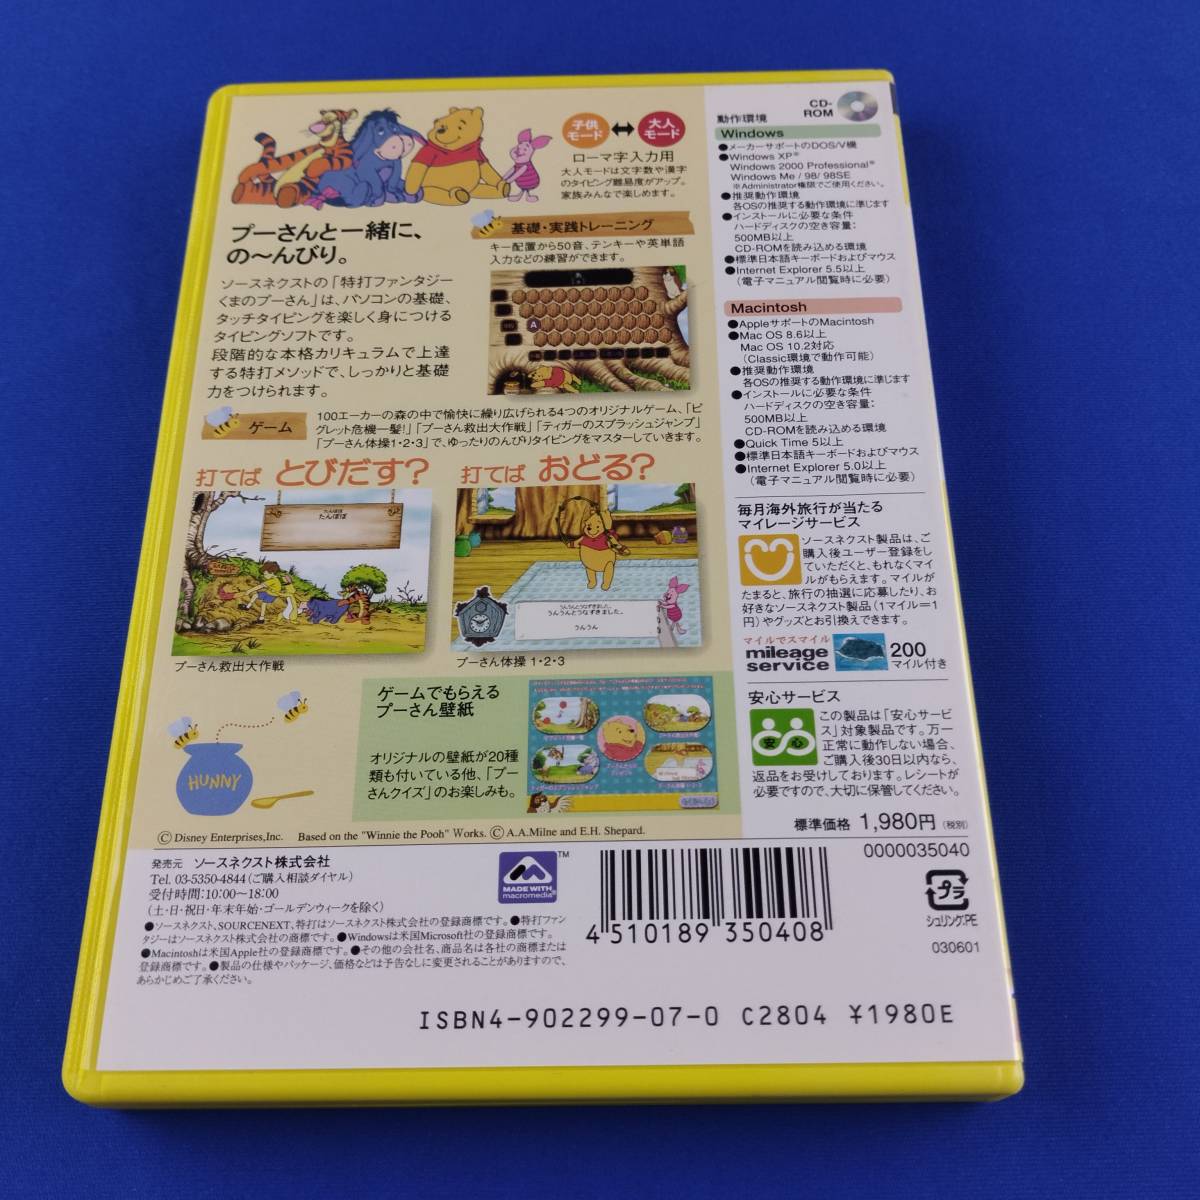 子供モード
大人モード
ローマ字入力用
大人モードは文字数や漢字
のタイピング難易度がアップ。
家族みんなで楽しめます。
プーさんと一緒に、
の〜んびり。
ソースネクストの「特打ファンタジー
くまのプーさん」は、パソコンの基礎、
タッチタイピングを楽しく身につける
タイピングソフトです。
段階的な本格カリキュラムで上達
する特打メソッドで、しっかりと基礎
力をつけられます。
基礎・実践トレーニング
キー配置から50音、テンキーや英単語
入力などの練習ができます。
A
ゲーム
100エーカーの森の中で愉快に繰り広げられる4つのオリジナルゲーム、「ピ
グレット危機一髪!」「プーさん救出大作戦」「ティガーのスプラッシュジャンプ」
「プーさん体操1・2・3」で、ゆったりのんびりタイピングをマスターしていきます。
打てば とびだす?
たんぽぽ
たんぽぽ
プーさん救出大作戦
打てば おどる?
うんうんとうなずきました。
うんうんとうなずきました。
うんうん
プーさん体操 1・2・3
HUNNY
ゲームでもらえる
プーさん壁紙
オリジナルの壁紙が20種
類も付いている他、「プー
さんクイズ」のお楽しみも。
©Disney Enterprises,Inc. Based on the "Winnie the Pooh" Works. ©A.A.Milne and E.H. Shepard.
CD-
ROM
動作環境
Windows
●メーカーサポートのDOS/V機
●Windows XP®
Windows 2000 Professional®
Windows Me / 98/ 98SE
※Administrator権限でご使用ください。
●推奨動作環境
各OSの推奨する動作環境に準じます
●インストールに必要な条件
ハードディスクの空き容量:
500MB以上
CD-ROMを読み込める環境
●標準日本語キーボードおよびマウス
●Internet Explorer 5.5以上
(電子マニュアル閲覧時に必要)
Macintosh
●AppleサポートのMacintosh
●Mac OS 8.6以上
Mac OS 10.2対応
(Classic環境で動作可能)
●推奨動作環境
各OSの推奨する動作環境に準じます
●インストールに必要な条件
ハードディスクの空き容量:
500MB以上
CD-ROMを読み込める環境
●Quick Time 5以上
●標準日本語キーボードおよびマウス
●Internet Explorer 5.0以上
(電子マニュアル閲覧時に必要)
毎月海外旅行が当たる
マイレージサービス
ソースネクスト製品は、ご
購入後ユーザー登録をし
ていただくと、もれなくマイ
ルがもらえます。マイルが
たまると、旅行の抽選に応募したり、お
好きなソースネクスト製品(1マイル=1
円)やグッズとお引換えできます。
マイルでスマイル
mileage
service
200
マイル付き
安心サービス
安 心
この製品は「安心サービ
ス」対象製品です。万一
正常に動作しない場合、
ご購入後30日以内なら、
返品をお受けしております。レシートが
必要ですので、大切に保管してください。
標準価格 1,980円 (税別)
発売元 ソースネクスト株式会社
Tel. 03-5350-4844(ご購入相談ダイヤル)
受付時間:10:00〜18:00
(土・日・祝日・年末年始・ゴールデンウィークを除く)
●ソースネクスト、SOURCENEXT、特打はソースネクスト株式会社の登録商標です。●特打ファン
タジーはソースネクスト株式会社の商標です。●Windowsは米国Microsoft社の登録商標です。
●Macintoshは米国Apple社の登録商標です。●その他の会社名、商品名は各社の商標または
登録商標です。●製品の仕様やパッケージ、価格などは予告なしに変更されることがありますので、
あらかじめご了承ください。
MADE WITH
macromedia®
TM
4 510189 350408
0000035040
プラ
シュリンク:PE
030601
ISBN4-902299-07-0 C2804 ¥1980E